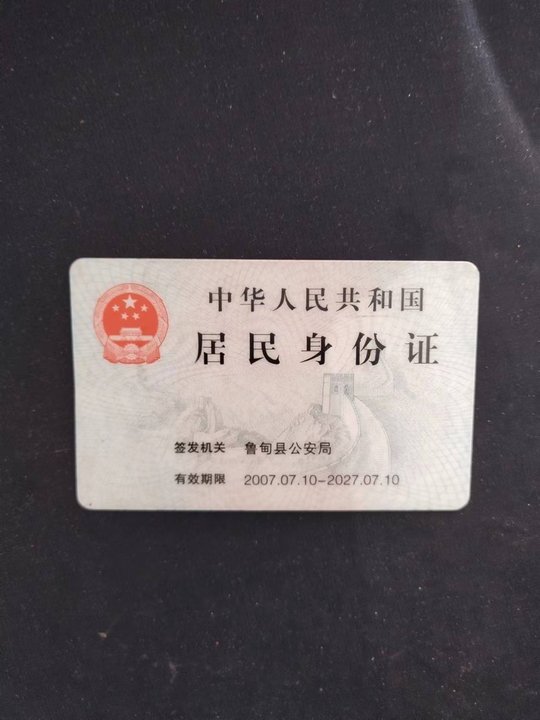 中华人民共和国
居民身份证
签发机关 鲁甸县公安局
有效期限 2007.07.10-2027.07.10